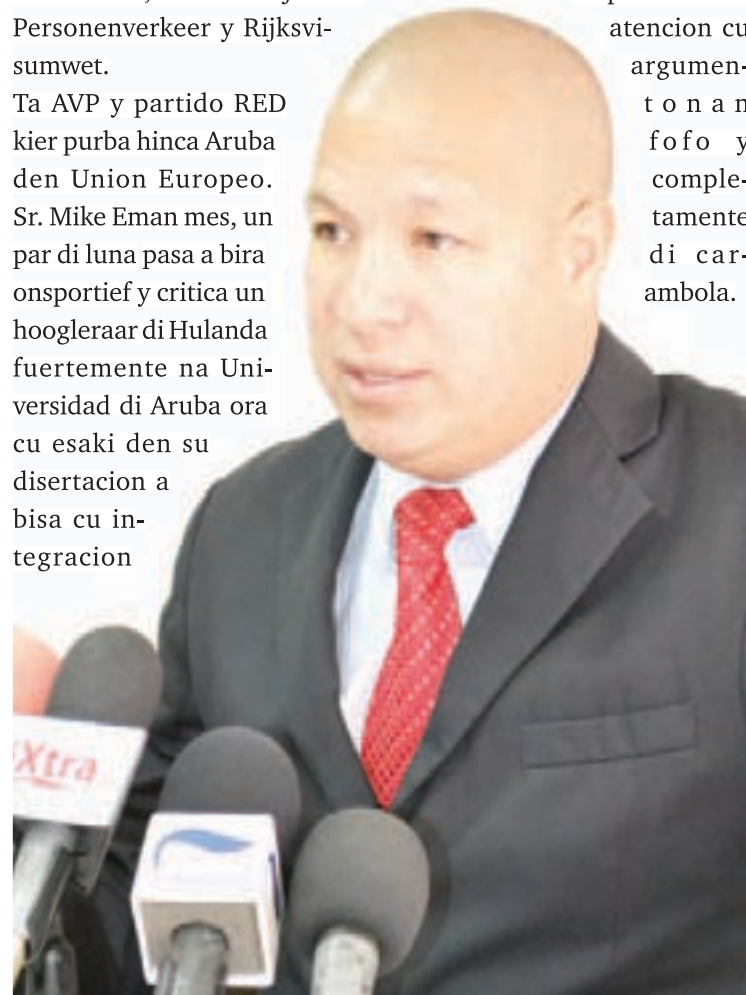 Personenverkeer y Rijksvi-
sumwet.
Ta AVP y partido RED
kier purba hinca Aruba
den Union Europeo.
Sr. Mike Eman mes, un
par di luna pasa a bira
onsportief y critica un
hoogleraar di Hulanda
fuertemente na Uni-
versidad di Aruba ora
cu esaki den su
disertacion a
bisa cu in-
tegracion
atencion cu
argumen-
tonan
fofo y
comple-
tamente
di car-
ambola.
Xtra